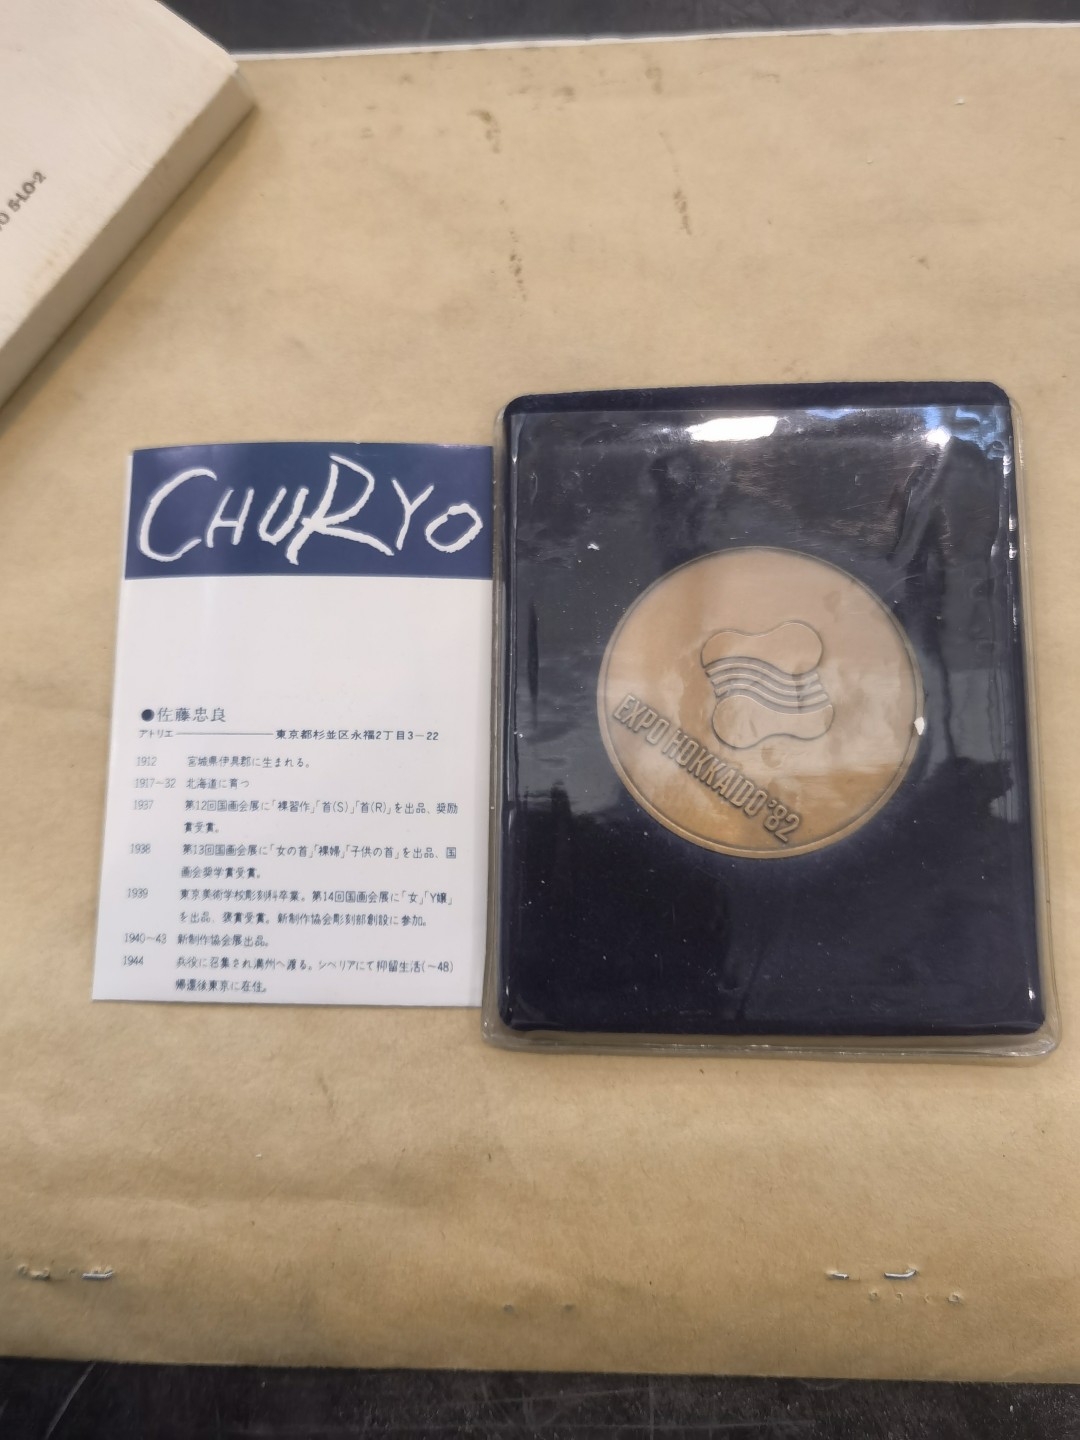 5-LO-2
CHURYO
●佐藤忠良
アトリエ――――東京都杉並区永福2丁目3−22
1912 宮城県伊具郡に生まれる。
1917〜32 北海道に育つ
1937 第12回国画会展に「裸習作」「首(S)」「首(R)」を出品、奨励
賞受賞。
1938 第13回国画会展に「女の首」「裸婦」「子供の首」を出品、国
画会奨学賞受賞。
1939 東京美術学校彫刻科卒業。第14回国画会展に「女」「Y嬢」
を出品、褒賞受賞。新制作協会彫刻部創設に参加。
1940〜43 新制作協会展出品。
1944 兵役に召集され満州へ渡る。シベリアにて抑留生活(〜48)
帰還後東京に在住。
EXPO HOKKAIDO '82